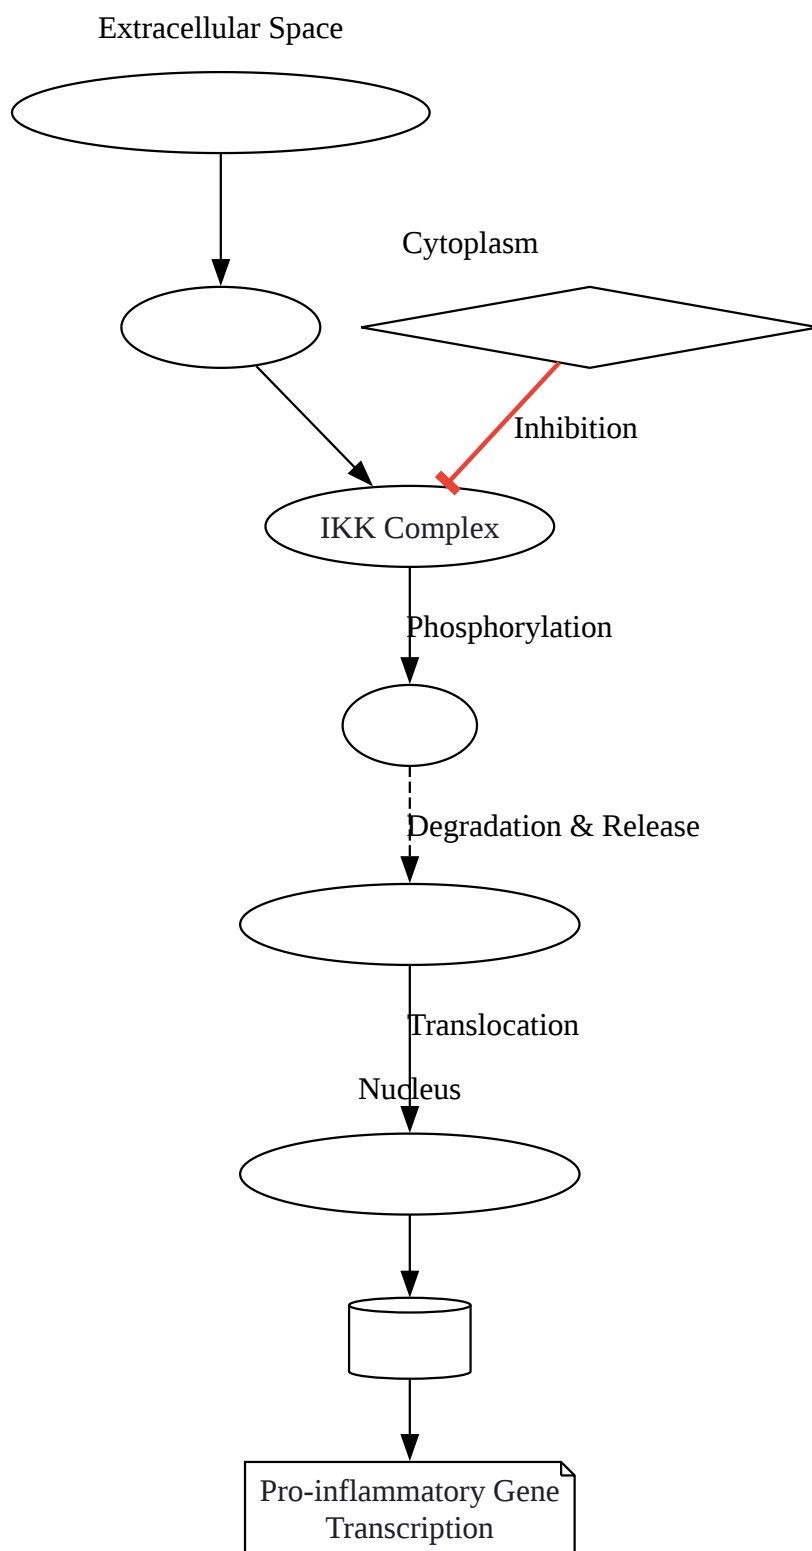 Extracellular Space
Cytoplasm
Inhibition
IKK Complex
Phosphorylation
Degradation & Release
Translocation
Nucleus
Pro-inflammatory Gene
Transcription